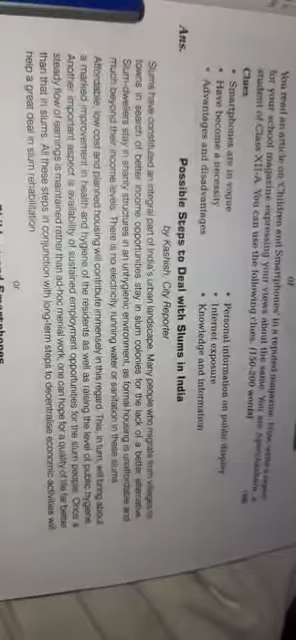 or
You read an article on 'Children and Smartphones' in a reputed magazine. Now, write a report
for your school magazine expressing your views about the same. You are
student of Class XII-A. You can use the following clues. (150-200 words)
Clues
• Smartphones are in vogue
• Personal information on public display
• Have become a necessity
• Internet exposure
• Advantages and disadvantages
• Knowledge and information
Ans.
Possible Steps to Deal with Slums in India
by Kashish, City Reporter
Slums have constituted an integral part of India's urban landscape. Many people who migrate from villages to
towns in search of better income opportunities stay in slum colonies for the lack of a better alternative.
Slum-dwellers stay in shanty structures in an unhygienic environment, as formal housing is unaffordable and
much beyond their income levels. There is no electricity, running water or sanitation in these slums.
Affordable, low cost and planned housing will contribute immensely in this regard. This, in turn, will bring about
a marked improvement in health and hygiene of the residents as well as raising the level of public hygiene.
Another important aspect is availability of sustained employment opportunities for the slum people. Once a
steady flow of earnings is maintained rather than ad-hoc menial work, one can hope for a quality of life far better
than that in slums. All these steps in conjunction with long-term steps to decentralise economic activities will
help a great deal in slum rehabilitation.
or